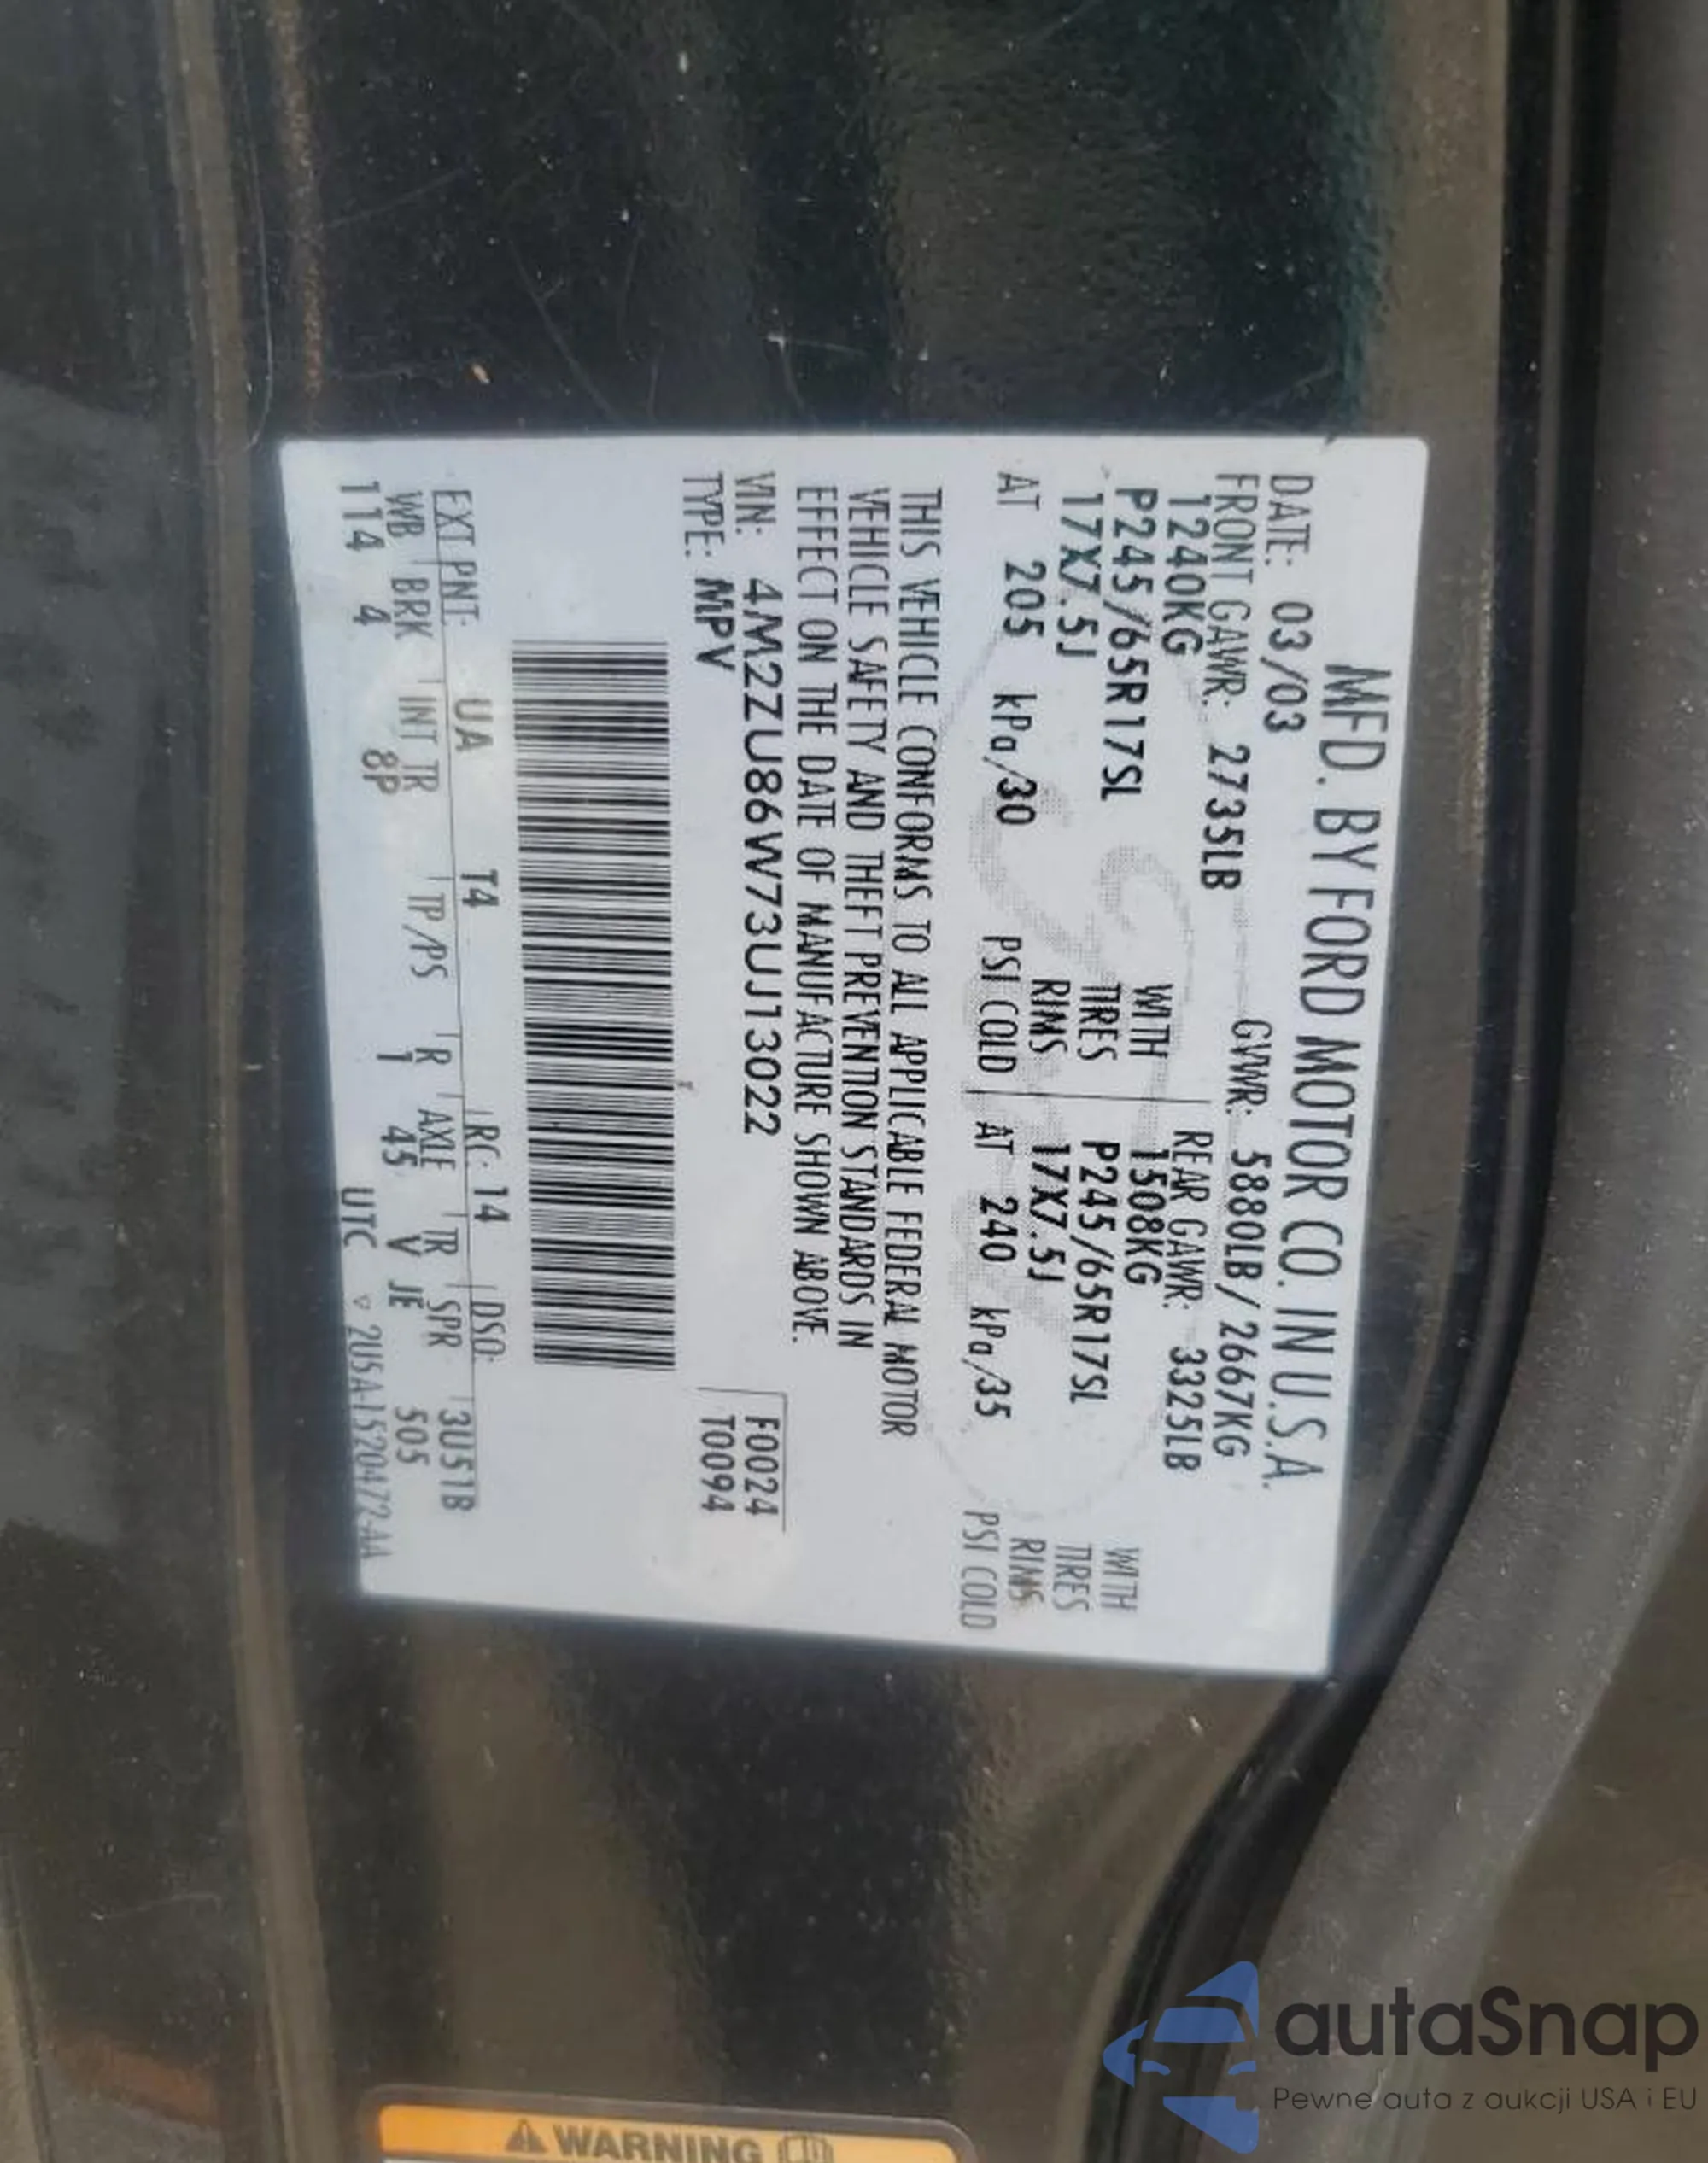 MFD. BY FORD MOTOR CO. IN U.S.A.
DATE: 03/03 GVWR: 5880LB/2667KG
FRONT GAWR: 2735LB REAR GAWR: 3325LB
1240KG WITH 1508KG WITH
P245/65R17SL TIRES P245/65R17SL TIRES
17X7.5J RIMS 17X7.5J RIMS
AT 205 kPa/30 PSI COLD AT 240 kPa/35 PSI COLD
THIS VEHICLE CONFORMS TO ALL APPLICABLE FEDERAL MOTOR
VEHICLE SAFETY AND THEFT PREVENTION STANDARDS IN
EFFECT ON THE DATE OF MANUFACTURE SHOWN ABOVE.
VIN: 4M2ZU86W73UJ13022 F0024
TYPE: MPV T0094
EXT PNT: UA T4 RC: 14 DSO: 3U51B
WB BRK INT TR TP/PS R AXLE TR SPR 505
114 4 8P 1 45 V JE
UTC ▽ 2U5A-1520472-AA
WARNING
autaSnap
Pewne auta z aukcji USA i EU